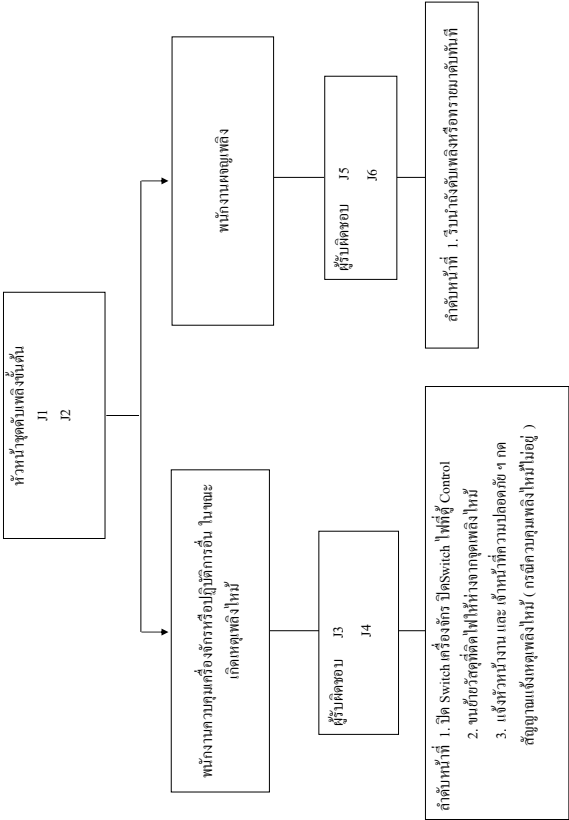 หัวหน้าชุดดับเพลิงขั้นต้น
J1
J2
พนักงานควบคุมเครื่องจักรหรือปฏิบัติการอื่น ในขณะ
เกิดเหตุเพลิงไหม้
ผู้รับผิดชอบ J3
J4
ลำดับหน้าที่ 1. ปิด Switch เครื่องจักร ปิดSwitch ไฟที่ตู้ Control
2. ขนย้ายวัสดุที่ติดไฟให้ห่างจากจุดเพลิงไหม้
3. แจ้งหัวหน้างาน และ เจ้าหน้าที่ความปลอดภัย ฯ กด
สัญญาณแจ้งเหตุเพลิงไหม้ ( กรณีควบคุมเพลิงไหม้ไม่อยู่ )
พนักงานผจญเพลิง
ผู้รับผิดชอบ J5
J6
ลำดับหน้าที่ 1. รีบนำถังดับเพลิงหรือทรายมาดับทันที